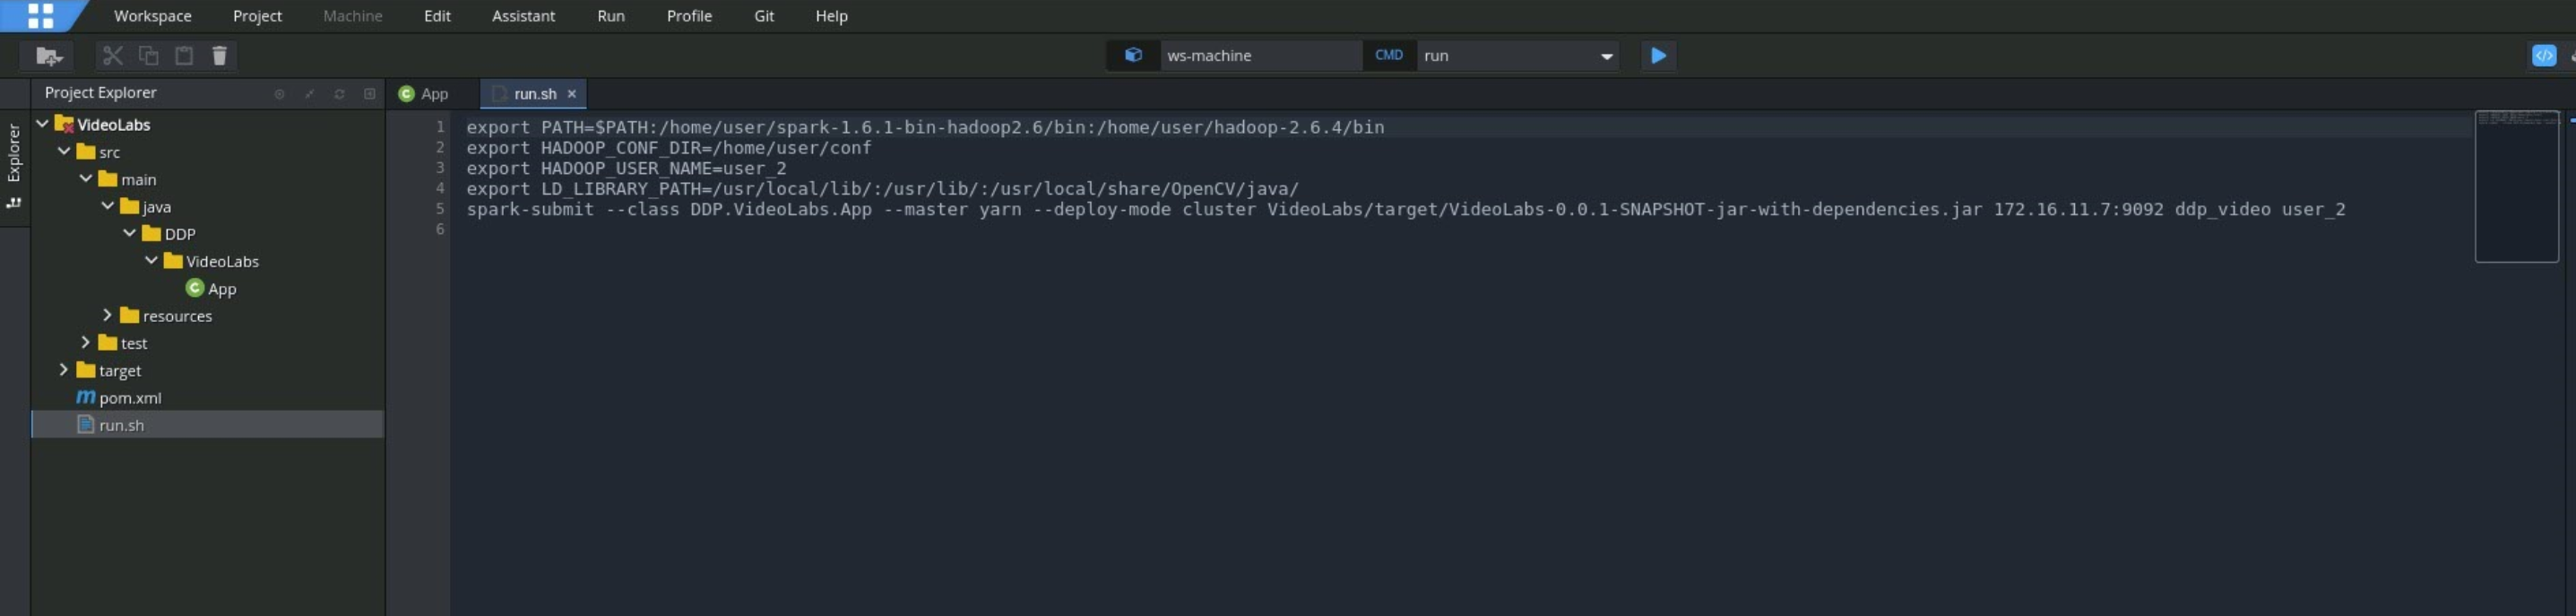 Workspace Project Machine Edit Assistant Run Profile Git Help
ws-machine CMD run
Explorer
Project Explorer
VideoLabs
src
main
java
DDP
VideoLabs
C App
resources
test
target
m pom.xml
run.sh
C App run.sh ×
1 export PATH=$PATH:/home/user/spark-1.6.1-bin-hadoop2.6/bin:/home/user/hadoop-2.6.4/bin
2 export HADOOP_CONF_DIR=/home/user/conf
3 export HADOOP_USER_NAME=user_2
4 export LD_LIBRARY_PATH=/usr/local/lib/:/usr/lib/:/usr/local/share/OpenCV/java/
5 spark-submit --class DDP.VideoLabs.App --master yarn --deploy-mode cluster VideoLabs/target/VideoLabs-0.0.1-SNAPSHOT-jar-with-dependencies.jar 172.16.11.7:9092 ddp_video user_2
6